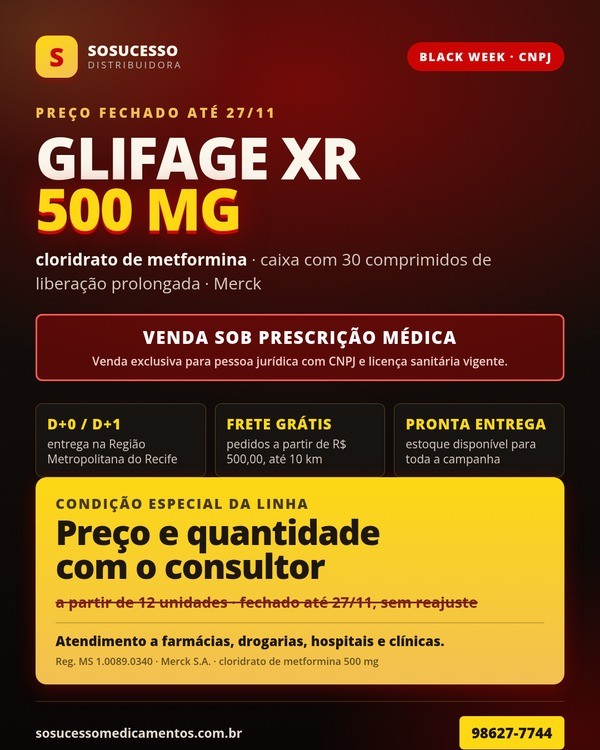 S
SOSUCESSO
DISTRIBUIDORA
BLACK WEEK · CNPJ
PREÇO FECHADO ATÉ 27/11
GLIFAGE XR
500 MG
cloridrato de metformina · caixa com 30 comprimidos de
liberação prolongada · Merck
VENDA SOB PRESCRIÇÃO MÉDICA
Venda exclusiva para pessoa jurídica com CNPJ e licença sanitária vigente.
D+0 / D+1
entrega na Região
Metropolitana do Recife
FRETE GRÁTIS
pedidos a partir de R$
500,00, até 10 km
PRONTA ENTREGA
estoque disponível para
toda a campanha
CONDIÇÃO ESPECIAL DA LINHA
Preço e quantidade
com o consultor
a partir de 12 unidades · fechado até 27/11, sem reajuste
Atendimento a farmácias, drogarias, hospitais e clínicas.
Reg. MS 1.0089.0340 · Merck S.A. · cloridrato de metformina 500 mg
sosucessomedicamentos.com.br
98627-7744